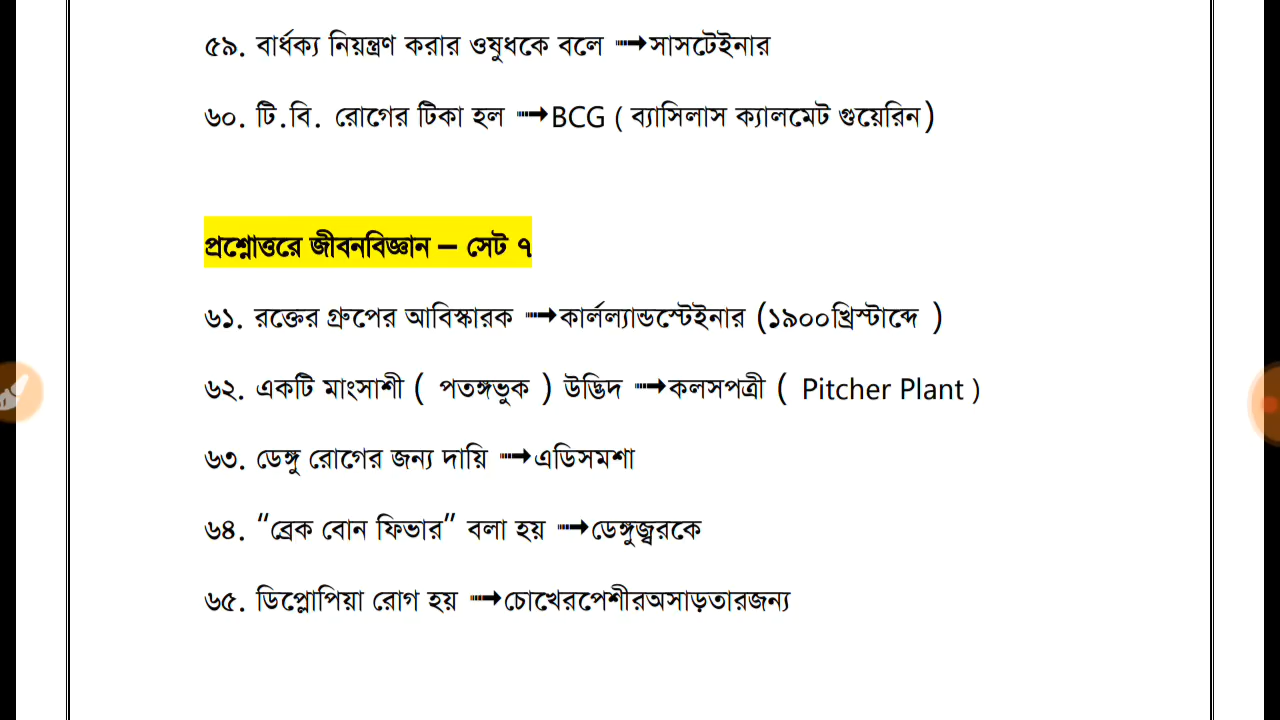 ৫৯. বার্ধক্য নিয়ন্ত্রণ করার ওষুধকে বলে ➟সাসটেইনার
৬০. টি.বি. রোগের টিকা হল ➟BCG ( ব্যাসিলাস ক্যালমেট গুয়েরিন)
প্রশ্নোত্তরে জীবনবিজ্ঞান – সেট ৭
৬১. রক্তের গ্রুপের আবিস্কারক ➟কার্লল্যান্ডস্টেইনার (১৯০০খ্রিস্টাব্দে )
৬২. একটি মাংসাশী ( পতঙ্গভুক ) উদ্ভিদ ➟কলসপত্রী ( Pitcher Plant )
৬৩. ডেঙ্গু রোগের জন্য দায়ি ➟এডিসমশা
৬৪. “ব্রেক বোন ফিভার” বলা হয় ➟ডেঙ্গুজ্বরকে
৬৫. ডিপ্লোপিয়া রোগ হয় ➟চোখেরপেশীরঅসাড়তারজন্য